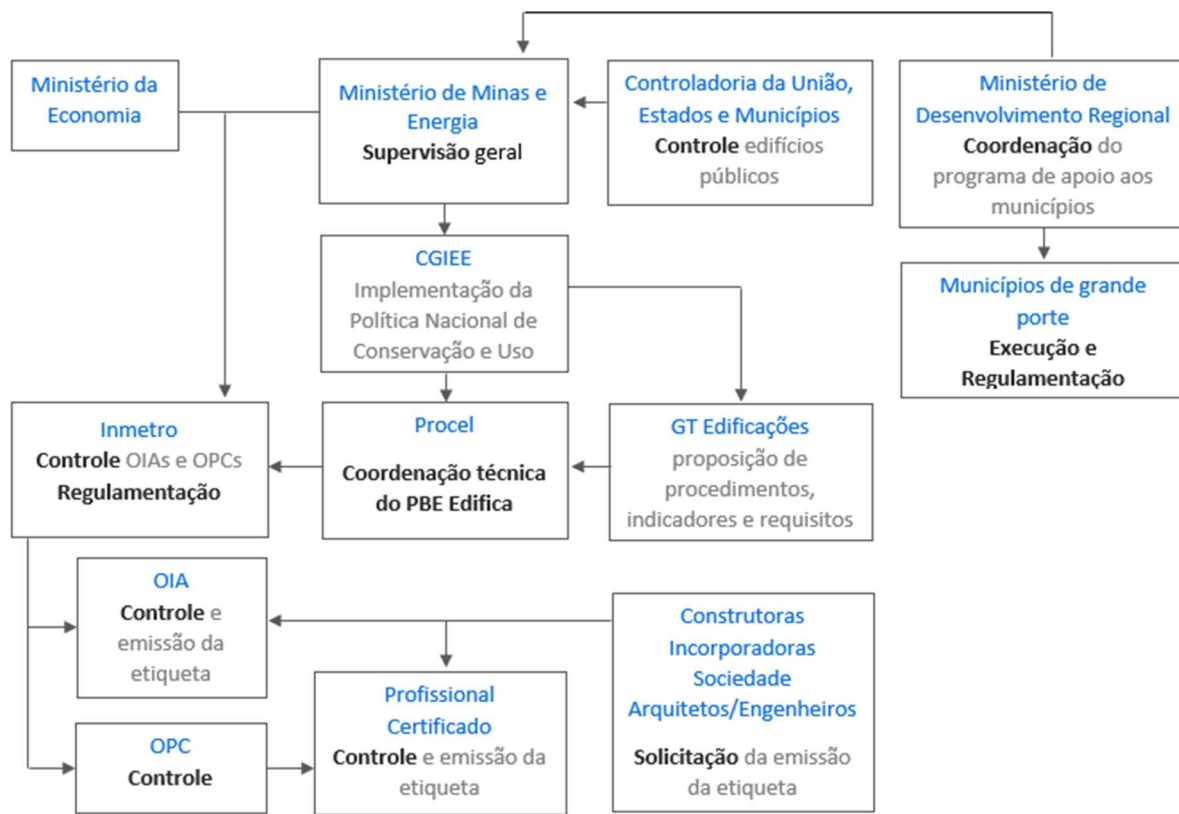 Ministério da
Economia
Ministério de Minas e
Energia
Supervisão geral
Controladoria da União,
Estados e Municípios
Controle edifícios
públicos
Ministério de
Desenvolvimento Regional
Coordenação do
programa de apoio aos
municípios
CGIEE
Implementação da
Política Nacional de
Conservação e Uso
Municípios de grande
porte
Execução e
Regulamentação
Inmetro
Controle OIAs e OPCs
Regulamentação
Procel
Coordenação técnica
do PBE Edifica
GT Edificações
proposição de
procedimentos,
indicadores e requisitos
OIA
Controle e
emissão da
etiqueta
Construtoras
Incorporadoras
Sociedade
Arquitetos/Engenheiros
Solicitação da emissão
da etiqueta
Profissional
Certificado
Controle e emissão da
etiqueta
OPC
Controle